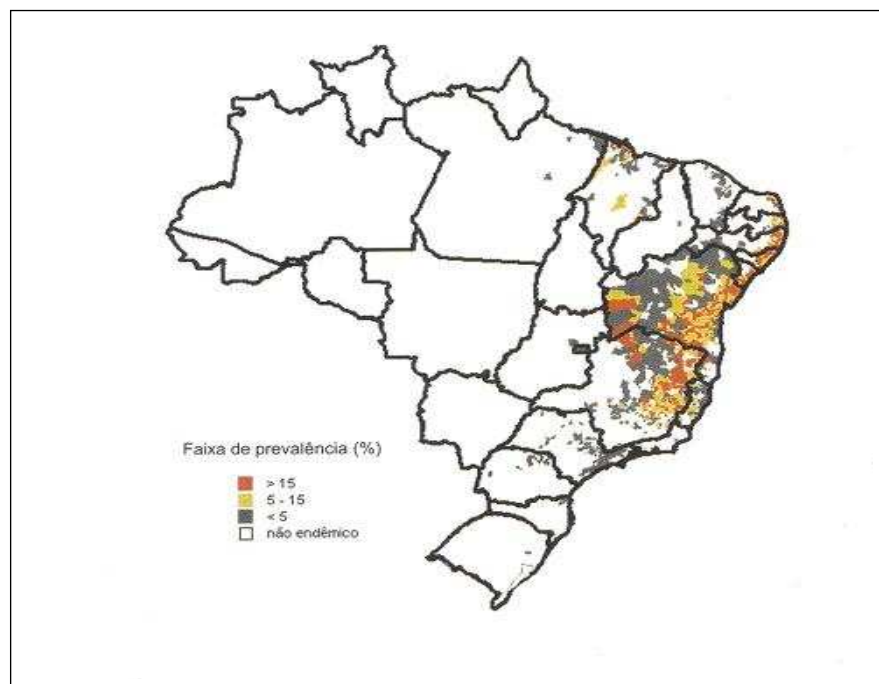 Faixa de prevalência (%)
> 15
5 - 15
< 5
não endêmico